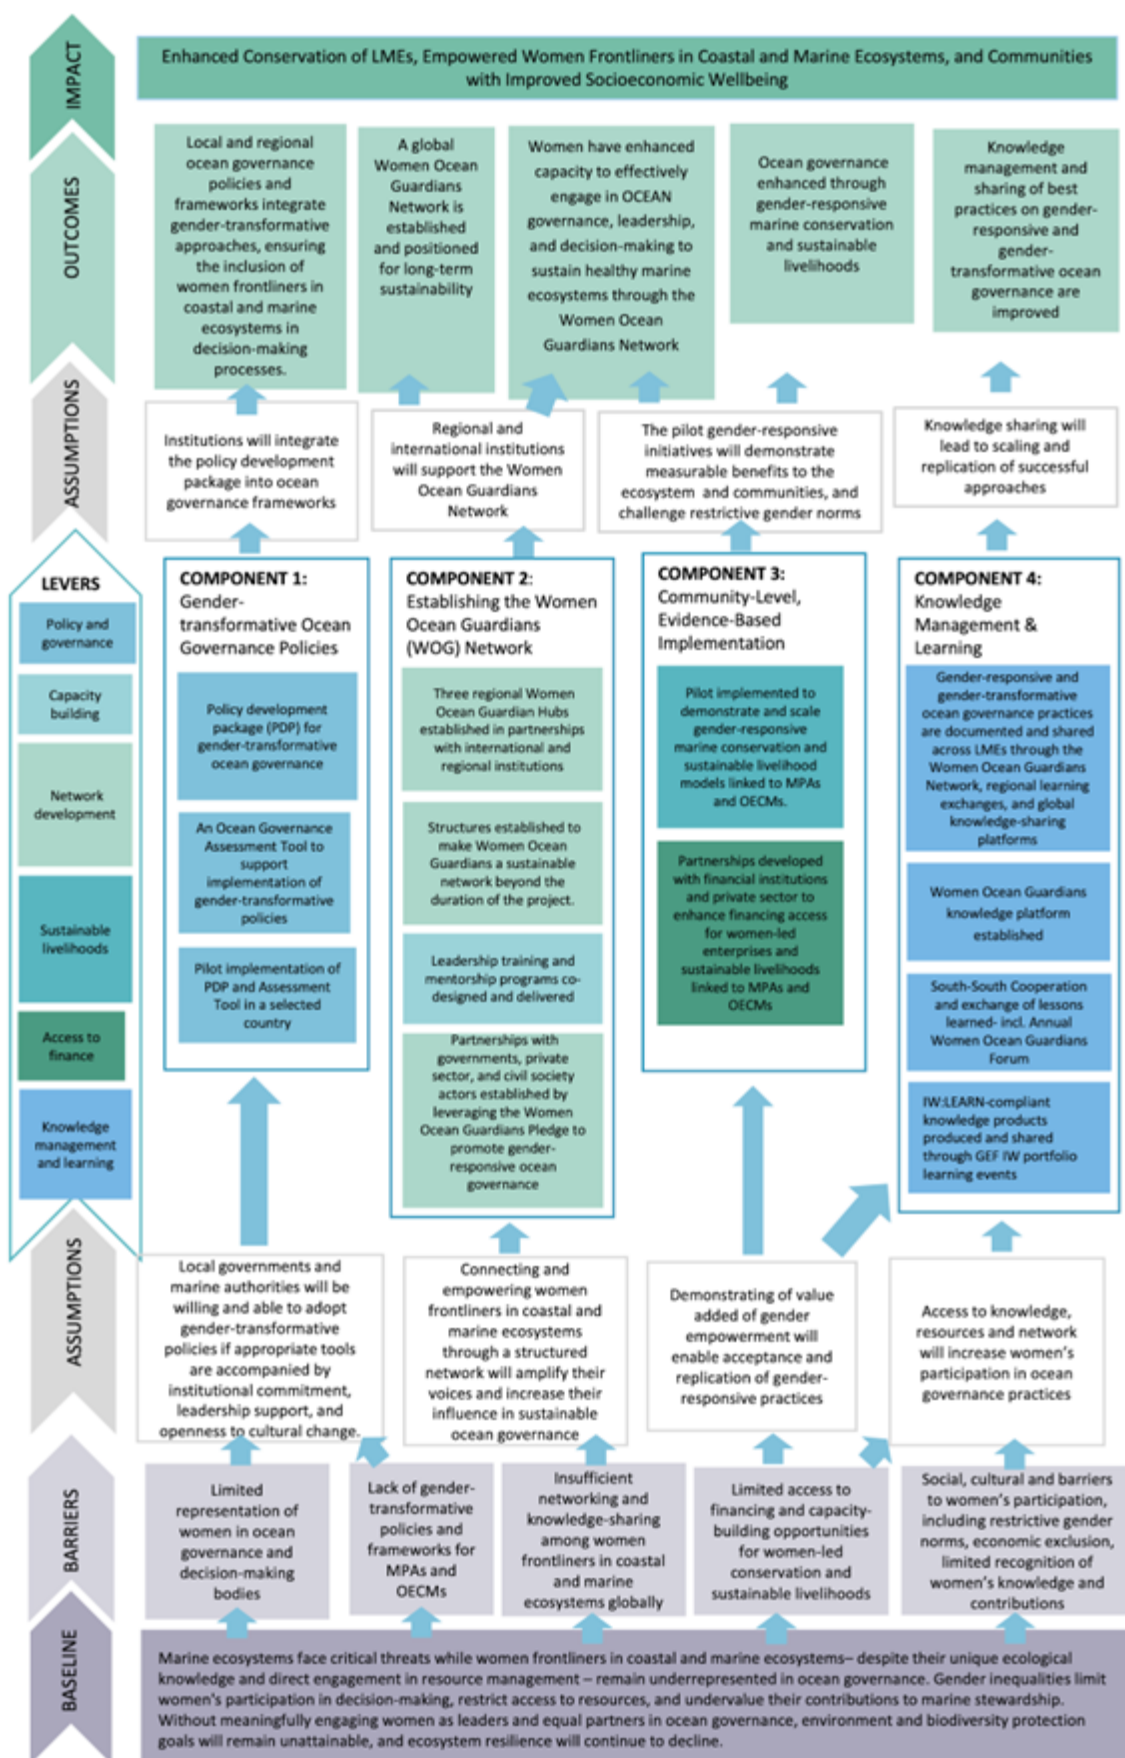 IMPACT
Enhanced Conservation of LMEs, Empowered Women Frontliners in Coastal and Marine Ecosystems, and Communities
with Improved Socioeconomic Wellbeing
OUTCOMES
Local and regional
ocean governance
policies and
frameworks integrate
gender-transformative
approaches, ensuring
the inclusion of
women frontliners in
coastal and marine
ecosystems in
decision-making
processes.
A global
Women Ocean
Guardians
Network is
established
and positioned
for long-term
sustainability
Women have enhanced
capacity to effectively
engage in OCEAN
governance, leadership,
and decision-making to
sustain healthy marine
ecosystems through the
Women Ocean
Guardians Network
Ocean governance
enhanced through
gender-responsive
marine conservation
and sustainable
livelihoods
Knowledge
management and
sharing of best
practices on gender-
responsive and
gender-
transformative ocean
governance are
improved
ASSUMPTIONS
Institutions will integrate
the policy development
package into ocean
governance frameworks
Regional and
international institutions
will support the Women
Ocean Guardians
Network
The pilot gender-responsive
initiatives will demonstrate
measurable benefits to the
ecosystem and communities, and
challenge restrictive gender norms
Knowledge sharing will
lead to scaling and
replication of successful
approaches
LEVERS
Policy and
governance
Capacity
building
Network
development
Sustainable
livelihoods
Access to
finance
Knowledge
management
and learning
COMPONENT 1:
Gender-
transformative Ocean
Governance Policies
Policy development
package (PDP) for
gender-transformative
ocean governance
An Ocean Governance
Assessment Tool to
support
implementation of
gender-transformative
policies
Pilot implementation of
PDP and Assessment
Tool in a selected
country
COMPONENT 2:
Establishing the Women
Ocean Guardians
(WOG) Network
Three regional Women
Ocean Guardian Hubs
established in partnerships
with international and
regional institutions
Structures established to
make Women Ocean
Guardians a sustainable
network beyond the
duration of the project.
Leadership training and
mentorship programs co-
designed and delivered
Partnerships with
governments, private
sector, and civil society
actors established by
leveraging the Women
Ocean Guardians Pledge to
promote gender-
responsive ocean
governance
COMPONENT 3:
Community-Level,
Evidence-Based
Implementation
Pilot implemented to
demonstrate and scale
gender-responsive
marine conservation and
sustainable livelihood
models linked to MPAs
and OECMs.
Partnerships developed
with financial institutions
and private sector to
enhance financing access
for women-led
enterprises and
sustainable livelihoods
linked to MPAs and
OECMs
COMPONENT 4:
Knowledge
Management &
Learning
Gender-responsive and
gender-transformative
ocean governance practices
are documented and shared
across LMEs through the
Women Ocean Guardians
Network, regional learning
exchanges, and global
knowledge-sharing
platforms
Women Ocean Guardians
knowledge platform
established
South-South Cooperation
and exchange of lessons
learned- incl. Annual
Women Ocean Guardians
Forum
IW:LEARN-compliant
knowledge products
produced and shared
through GEF IW portfolio
learning events
ASSUMPTIONS
Local governments and
marine authorities will be
willing and able to adopt
gender-transformative
policies if appropriate tools
are accompanied by
institutional commitment,
leadership support, and
openness to cultural change.
Connecting and
empowering women
frontliners in coastal and
marine ecosystems
through a structured
network will amplify their
voices and increase their
influence in sustainable
ocean governance
Demonstrating of value
added of gender
empowerment will
enable acceptance and
replication of gender-
responsive practices
Access to knowledge,
resources and network
will increase women's
participation in ocean
governance practices
BARRIERS
Limited
representation of
women in ocean
governance and
decision-making
bodies
Lack of gender-
transformative
policies and
frameworks for
MPAs and
OECMs
Insufficient
networking and
knowledge-sharing
among women
frontliners in coastal
and marine
ecosystems globally
Limited access to
financing and capacity-
building opportunities
for women-led
conservation and
sustainable livelihoods
Social, cultural and barriers
to women's participation,
including restrictive gender
norms, economic exclusion,
limited recognition of
women's knowledge and
contributions
BASELINE
Marine ecosystems face critical threats while women frontliners in coastal and marine ecosystems– despite their unique ecological
knowledge and direct engagement in resource management – remain underrepresented in ocean governance. Gender inequalities limit
women's participation in decision-making, restrict access to resources, and undervalue their contributions to marine stewardship.
Without meaningfully engaging women as leaders and equal partners in ocean governance, environment and biodiversity protection
goals will remain unattainable, and ecosystem resilience will continue to decline.